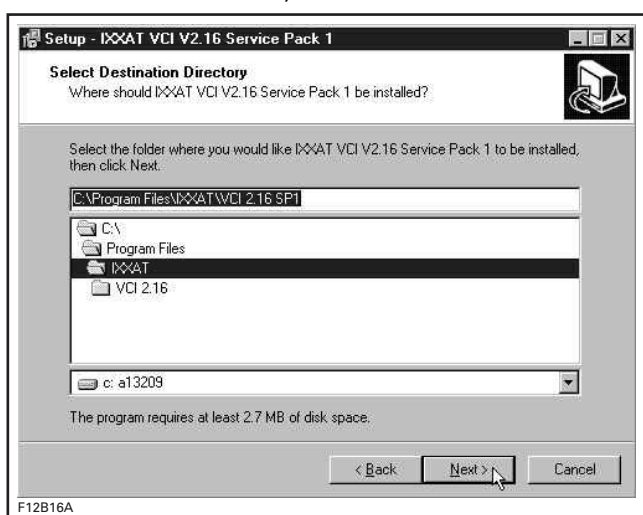 Setup - IXXAT VCI V2.16 Service Pack 1
Select Destination Directory
Where should IXXAT VCI V2.16 Service Pack 1 be installed?
Select the folder where you would like IXXAT VCI V2.16 Service Pack 1 to be installed,
then click Next.
C:\Program Files\IXXAT\VCI 2.16 SP1
C:\
Program Files
IXXAT
VCI 2.16
c: a13209
The program requires at least 2.7 MB of disk space.
< Back Next > Cancel
F12B16A